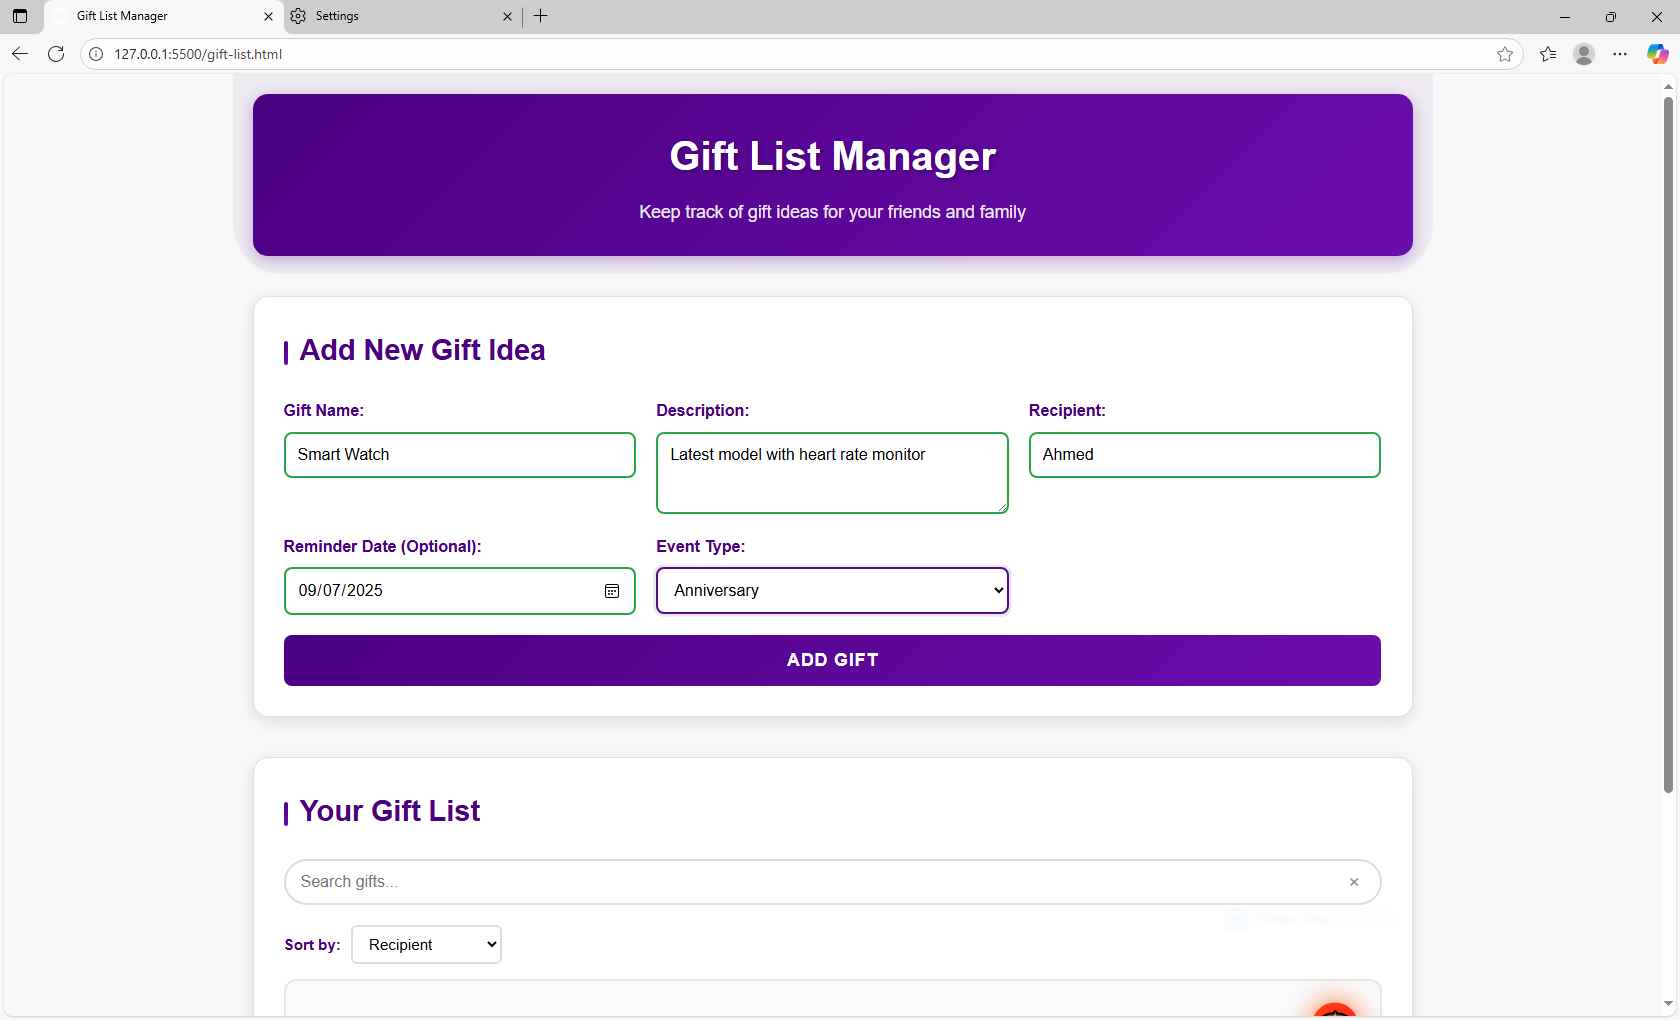 Gift List Manager
Settings
127.0.0.1:5500/gift-list.html
Gift List Manager
Keep track of gift ideas for your friends and family
Add New Gift Idea
Gift Name:
Description:
Recipient:
Smart Watch
Latest model with heart rate monitor
Ahmed
Reminder Date (Optional):
Event Type:
09/07/2025
Anniversary
ADD GIFT
Your Gift List
Search gifts...
Sort by:
Recipient